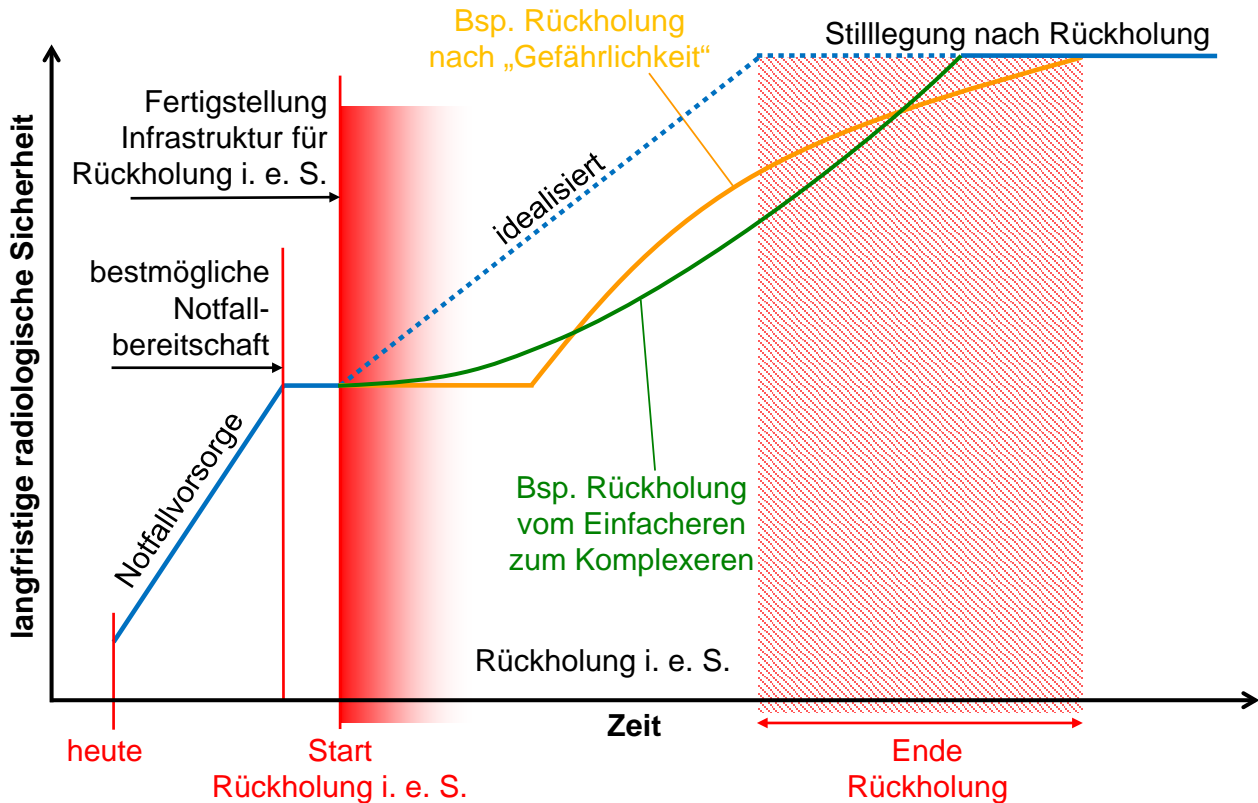 Bsp. Rückholung
nach „Gefährlichkeit“
Stilllegung nach Rückholung
Fertigstellung
Infrastruktur für
Rückholung i. e. S.
idealisiert
bestmögliche
Notfall-
bereitschaft
langfristige radiologische Sicherheit
Notfallvorsorge
Bsp. Rückholung
vom Einfacheren
zum Komplexeren
Rückholung i. e. S.
Zeit
heute
Start
Rückholung i. e. S.
Ende
Rückholung